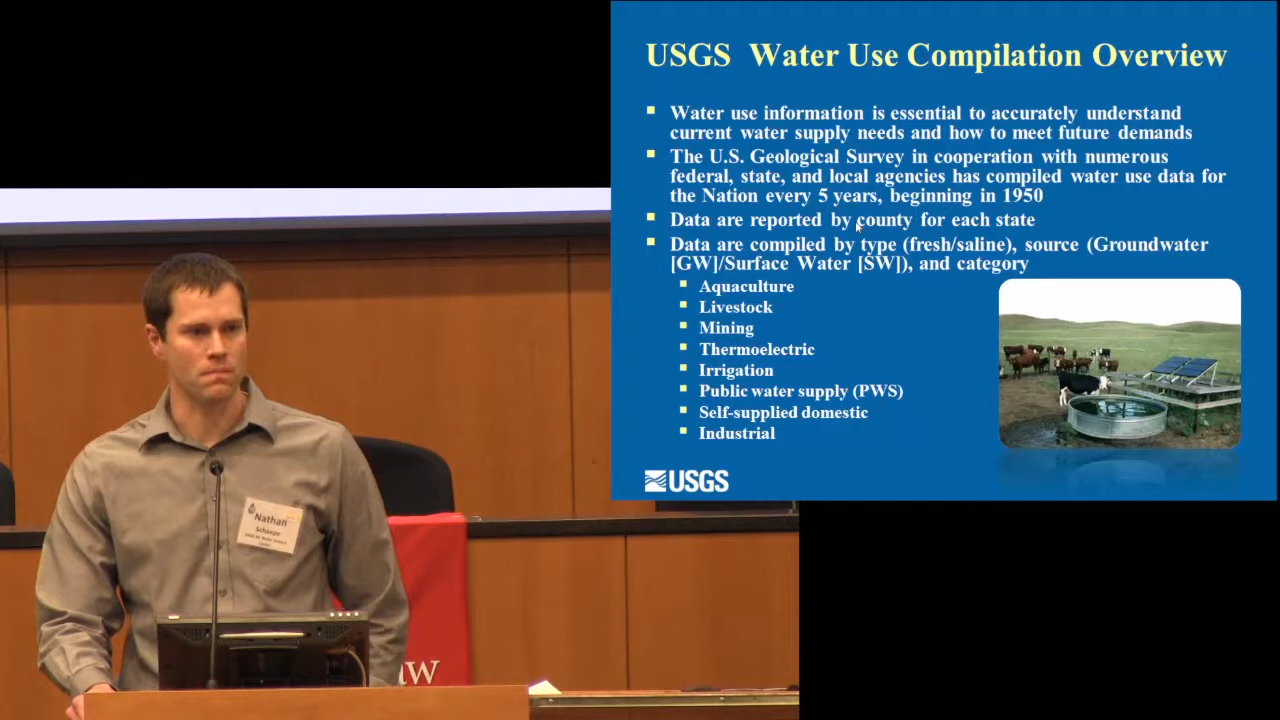 USGS Water Use Compilation Overview
Water use information is essential to accurately understand
current water supply needs and how to meet future demands
The U.S. Geological Survey in cooperation with numerous
federal, state, and local agencies has compiled water use data for
the Nation every 5 years, beginning in 1950
Data are reported by county for each state
Data are compiled by type (fresh/saline), source (Groundwater
[GW]/Surface Water [SW]), and category
Aquaculture
Livestock
Mining
Thermoelectric
Irrigation
Public water supply (PWS)
Self-supplied domestic
Industrial
USGS
Nathan
Schaepe